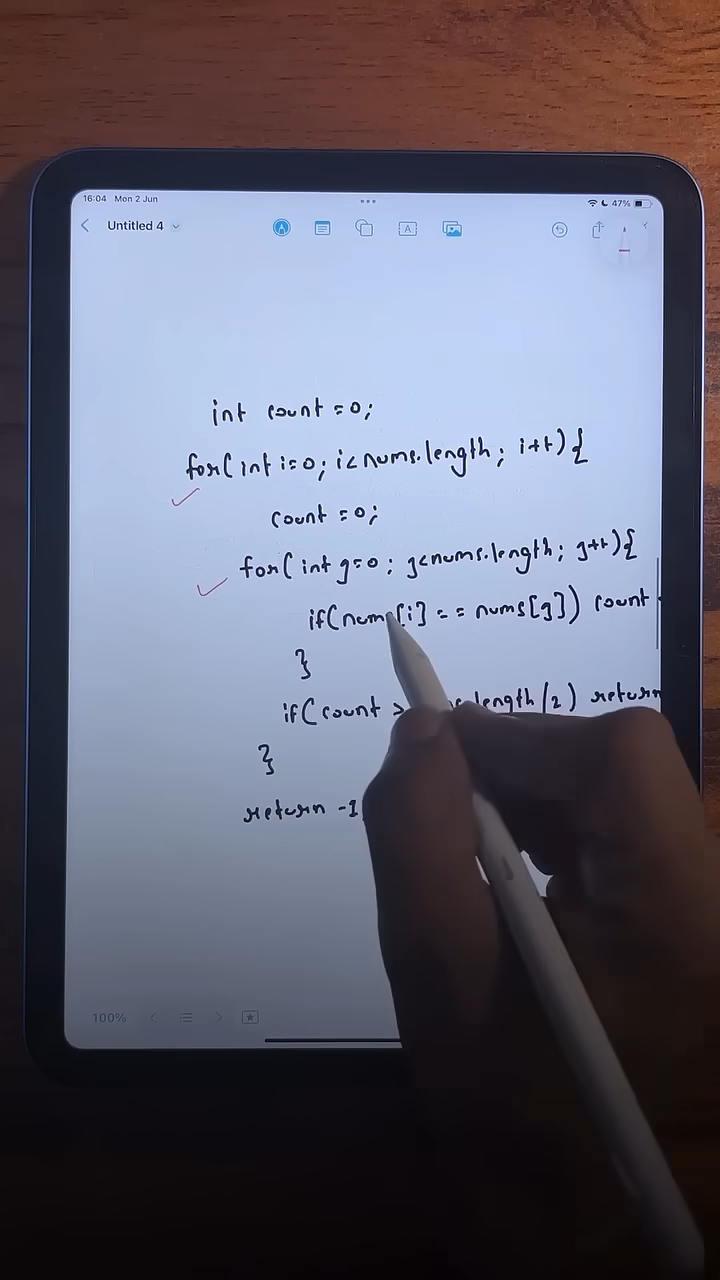 16:04 Mon 2 Jun 47%
Untitled 4
A
int count = 0;
for(int i=0; i<nums.length; i++){
count = 0;
for(int j=0; j<nums.length; j++){
if(nums[i] == nums[j]) count
}
if(count > length/2) return
}
return -1
100%